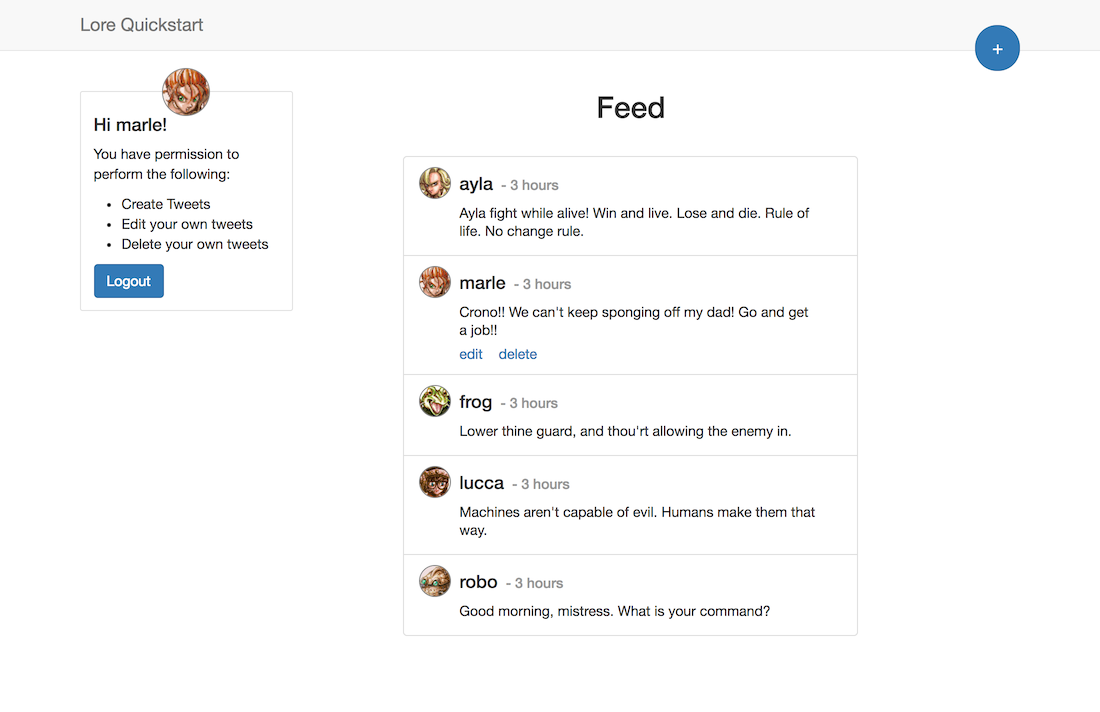 Lore Quickstart
+
Hi marle!
You have permission to
perform the following:
• Create Tweets
• Edit your own tweets
• Delete your own tweets
Logout
Feed
ayla - 3 hours
Ayla fight while alive! Win and live. Lose and die. Rule of
life. No change rule.
marle - 3 hours
Crono!! We can't keep sponging off my dad! Go and get
a job!!
edit delete
frog - 3 hours
Lower thine guard, and thou'rt allowing the enemy in.
lucca - 3 hours
Machines aren't capable of evil. Humans make them that
way.
robo - 3 hours
Good morning, mistress. What is your command?